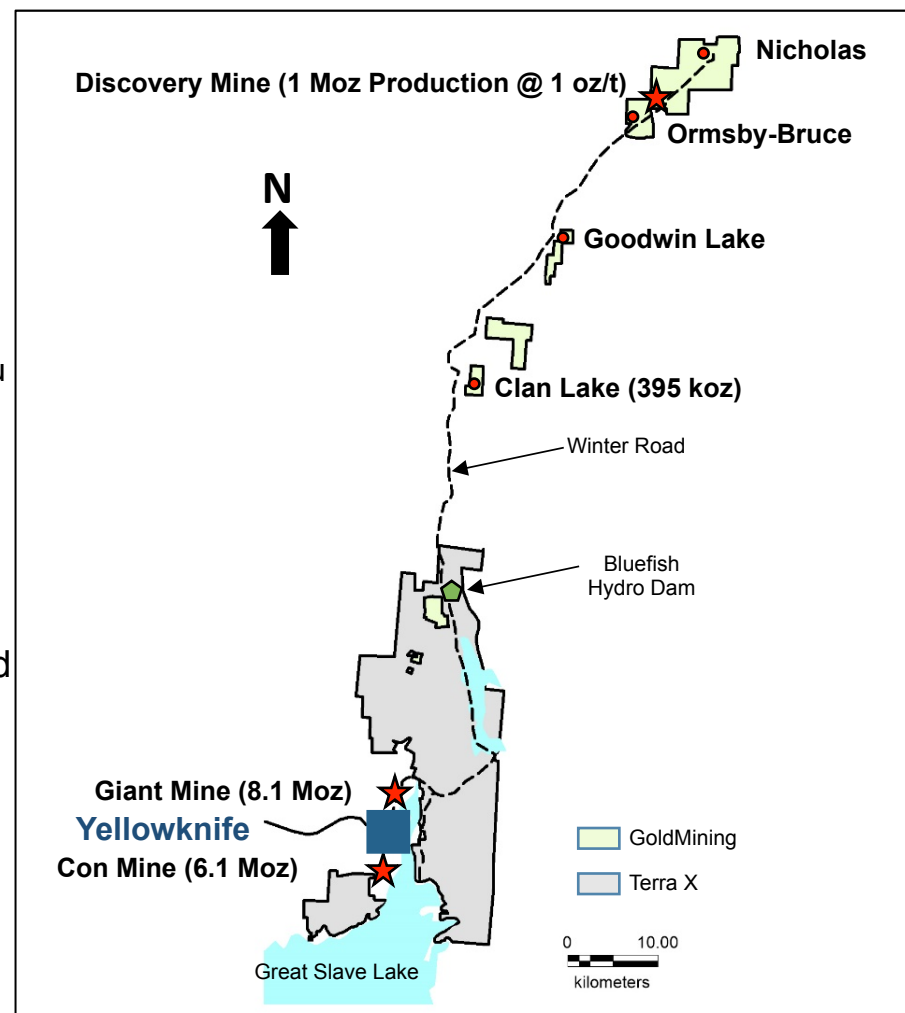 Nicholas
Discovery Mine (1 Moz Production @ 1 oz/t)
Ormsby-Bruce
N
Goodwin Lake
Clan Lake (395 koz)
Winter Road
Bluefish
Hydro Dam
d
Giant Mine (8.1 Moz)
Yellowknife
Con Mine (6.1 Moz)
GoldMining
Terra X
0 10.00
kilometers
Great Slave Lake